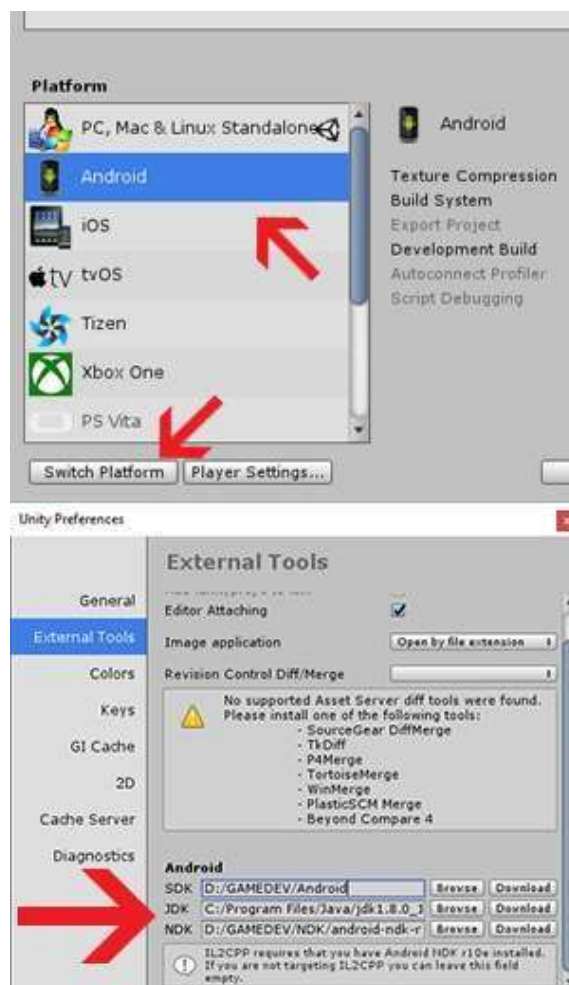 Platform
PC, Mac & Linux Standalone
Android
Android
Texture Compression
iOS
Build System
Export Project
Development Build
tv tvOS
Autoconnect Profiler
Script Debugging
Tizen
Xbox One
PS Vita
Switch Platform
Player Settings...
Unity Preferences
External Tools
General
Editor Attaching
External Tools
Image application
Open by file extension
Colors
Revision Control Diff/Merge
Keys
No supported Asset Server diff tools were found.
Please install one of the following tools:
- SourceGear DiffMerge
- TkDiff
- P4Merge
- TortoiseMerge
- WinMerge
- PlasticSCM Merge
- Beyond Compare 4
GI Cache
2D
Cache Server
Diagnostics
Android
SDK D:/GAMEDEV/Android Browse Download
JDK C:/Program Files/Java/jdk1.8.0_1 Browse Download
NDK D:/GAMEDEV/NDK/android-ndk-r Browse Download
IL2CPP requires that you have Android NDK r10e installed.
If you are not targeting IL2CPP you can leave this field
empty.